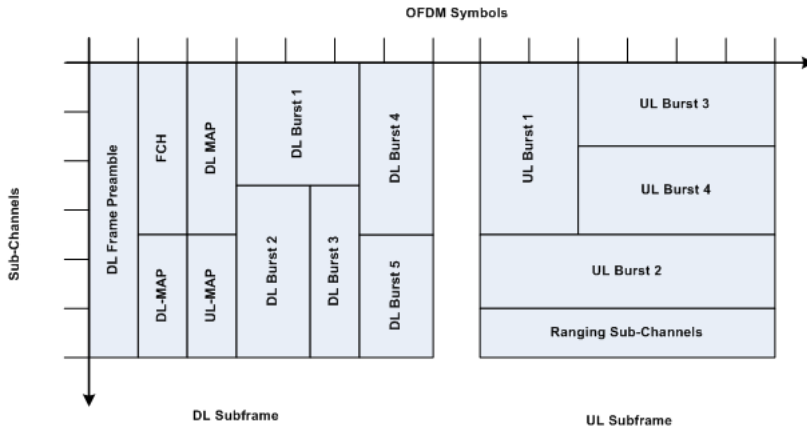 OFDM Symbols
Sub-Channels
DL Frame Preamble
FCH
DL MAP
DL-MAP
UL-MAP
DL Burst 1
DL Burst 2
DL Burst 3
DL Burst 4
DL Burst 5
UL Burst 1
UL Burst 3
UL Burst 4
UL Burst 2
Ranging Sub-Channels
DL Subframe
UL Subframe